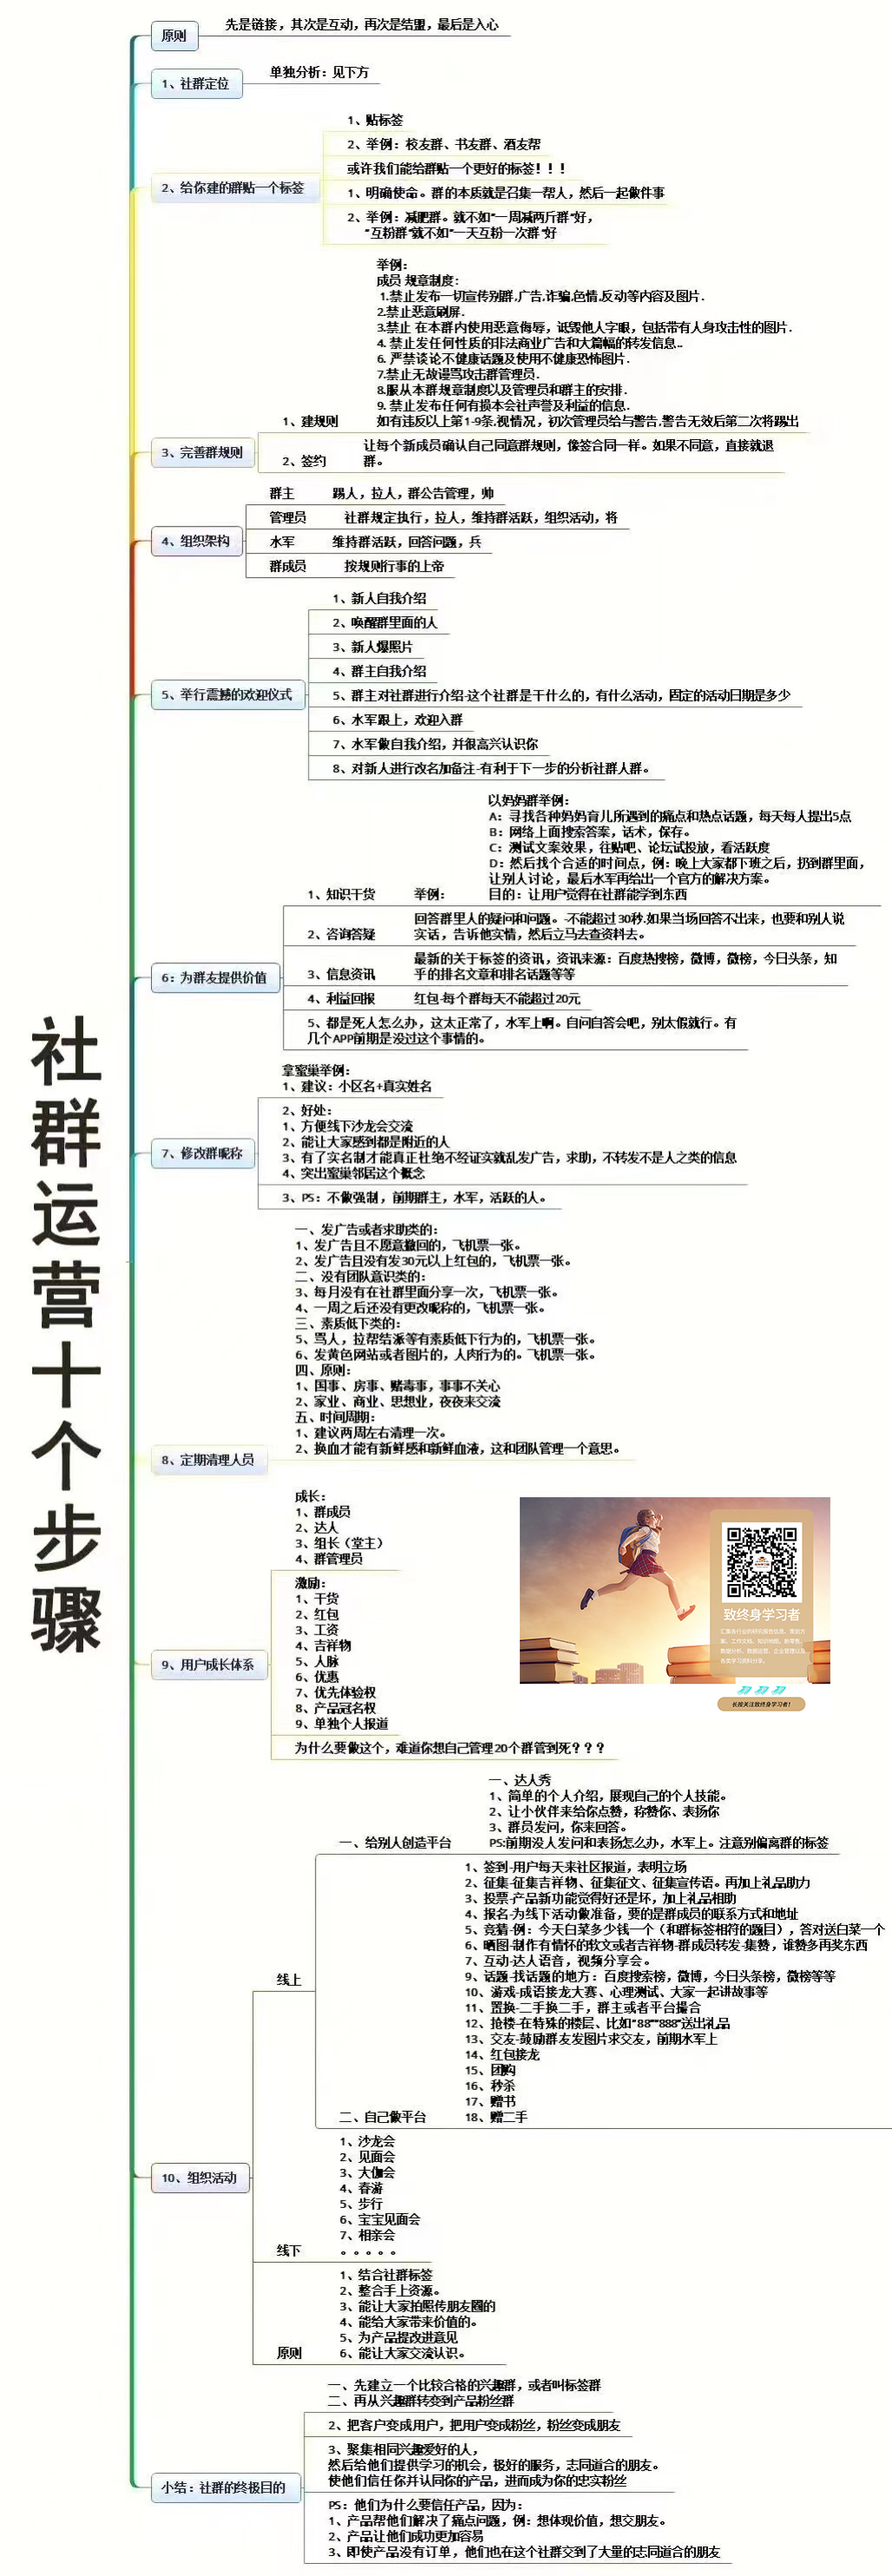 社群运营十个步骤
原则
先是链接，其次是互动，再次是结盟，最后是入心
1、社群定位
单独分析：见下方
2、给你建的群贴一个标签
1、贴标签
2、举例：校友群、书友群、酒友帮
或许我们能给群贴一个更好的标签！！！
1、明确使命。群的本质就是召集一帮人，然后一起做件事
2、举例：减肥群。就不如“一周减两斤群“好，
“互粉群“就不如“一天互粉一次群“好
3、完善群规则
1、建规则
举例：
成员 规章制度：
1.禁止发布一切宣传别群,广告,诈骗,色情,反动等内容及图片.
2.禁止恶意刷屏.
3.禁止 在本群内使用恶意侮辱，诋毁他人字眼，包括带有人身攻击性的图片.
4. 禁止发任何性质的非法商业广告和大篇幅的转发信息..
6. 严禁谈论不健康话题及使用不健康恐怖图片.
7.禁止无故谩骂攻击群管理员.
8.服从本群规章制度以及管理员和群主的安排.
9. 禁止发布任何有损本会社声誉及利益的信息.
如有违反以上第1-9条,视情况，初次管理员给与警告,警告无效后第二次将踢出
2、签约
让每个新成员确认自己同意群规则，像签合同一样。如果不同意，直接就退
群。
4、组织架构
群主
踢人，拉人，群公告管理，帅
管理员
社群规定执行，拉人，维持群活跃，组织活动，将
水军
维持群活跃，回答问题，兵
群成员
按规则行事的上帝
5、举行震撼的欢迎仪式
1、新人自我介绍
2、唤醒群里面的人
3、新人爆照片
4、群主自我介绍
5、群主对社群进行介绍-这个社群是干什么的，有什么活动，固定的活动日期是多少
6、水军跟上，欢迎入群
7、水军做自我介绍，并很高兴认识你
8、对新人进行改名加备注-有利于下一步的分析社群人群。
6：为群友提供价值
1、知识干货
举例：
以妈妈群举例：
A：寻找各种妈妈育儿所遇到的痛点和热点话题，每天每人提出5点
B：网络上面搜索答案，话术，保存。
C：测试文案效果，往贴吧、论坛试投放，看活跃度
D：然后找个合适的时间点，例：晚上大家都下班之后，扔到群里面，
让别人讨论，最后水军再给出一个官方的解决方案。
目的：让用户觉得在社群能学到东西
2、咨询答疑
回答群里人的疑问和问题。-不能超过30秒.如果当场回答不出来，也要和别人说
实话，告诉他实情，然后立马去查资料去。
3、信息资讯
最新的关于标签的资讯，资讯来源：百度热搜榜，微博，微榜，今日头条，知
乎的排名文章和排名话题等等
4、利益回报
红包-每个群每天不能超过20元
5、都是死人怎么办，这太正常了，水军上啊。自问自答会吧，别太假就行。有
几个APP前期是没过这个事情的。
7、修改群昵称
拿蜜巢举例：
1、建议：小区名+真实姓名
2、好处：
1、方便线下沙龙会交流
2、能让大家感到都是附近的人
3、有了实名制才能真正杜绝不经证实就乱发广告，求助，不转发不是人之类的信息
4、突出蜜巢邻居这个概念
3、PS：不做强制，前期群主，水军，活跃的人。
8、定期清理人员
一、发广告或者求助类的：
1、发广告且不愿意撤回的，飞机票一张。
2、发广告且没有发30元以上红包的，飞机票一张。
二、没有团队意识类的：
3、每月没有在社群里面分享一次，飞机票一张。
4、一周之后还没有更改昵称的，飞机票一张。
三、素质低下类的：
5、骂人，拉帮结派等有素质低下行为的，飞机票一张。
6、发黄色网站或者图片的，人肉行为的。飞机票一张。
四、原则：
1、国事、房事、赌毒事，事事不关心
2、家业、商业、思想业，夜夜来交流
五、时间周期：
1、建议两周左右清理一次。
2、换血才能有新鲜感和新鲜血液，这和团队管理一个意思。
9、用户成长体系
成长：
1、群成员
2、达人
3、组长（堂主）
4、群管理员
激励：
1、干货
2、红包
3、工资
4、吉祥物
5、人脉
6、优惠
7、优先体验权
8、产品冠名权
9、单独个人报道
为什么要做这个，难道你想自己管理20个群管到死？？？
致终身学习者
长按关注致终身学习者！
10、组织活动
线上
一、给别人创造平台
一、达人秀
1、简单的个人介绍，展现自己的个人技能。
2、让小伙伴来给你点赞，称赞你、表扬你
3、群员发问，你来回答。
PS:前期没人发问和表扬怎么办，水军上。注意别偏离群的标签
二、自己做平台
1、签到-用户每天来社区报道，表明立场
2、征集-征集吉祥物、征集征文、征集宣传语。再加上礼品助力
3、投票-产品新功能觉得好还是坏，加上礼品相助
4、报名-为线下活动做准备，要的是群成员的联系方式和地址
5、竞猜-例：今天白菜多少钱一个（和群标签相符的题目），答对送白菜一个
6、晒图-制作有情怀的软文或者吉祥物-群成员转发-集赞，谁赞多再奖东西
7、互动-达人语音，视频分享会。
9、话题-找话题的地方：百度搜索榜，微博，今日头条榜，微榜等等
10、游戏-成语接龙大赛、心理测试、大家一起讲故事等
11、置换-二手换二手，群主或者平台撮合
12、抢楼-在特殊的楼层、比如“88”“888”送出礼品
13、交友-鼓励群友发图片求交友，前期水军上
14、红包接龙
15、团购
16、秒杀
17、赠书
18、赠二手
线下
1、沙龙会
2、见面会
3、大伽会
4、春游
5、步行
6、宝宝见面会
7、相亲会
。。。。。
原则
1、结合社群标签
2、整合手上资源。
3、能让大家拍照传朋友圈的
4、能给大家带来价值的。
5、为产品提改进意见
6、能让大家交流认识。
小结：社群的终极目的
一、先建立一个比较合格的兴趣群，或者叫标签群
二、再从兴趣群转变到产品粉丝群
2、把客户变成用户，把用户变成粉丝，粉丝变成朋友
3、聚集相同兴趣爱好的人，
然后给他们提供学习的机会，极好的服务，志同道合的朋友。
使他们信任你并认同你的产品，进而成为你的忠实粉丝
PS：他们为什么要信任产品，因为：
1、产品帮他们解决了痛点问题，例：想体现价值，想交朋友。
2、产品让他们成功更加容易
3、即使产品没有订单，他们也在这个社群交到了大量的志同道合的朋友